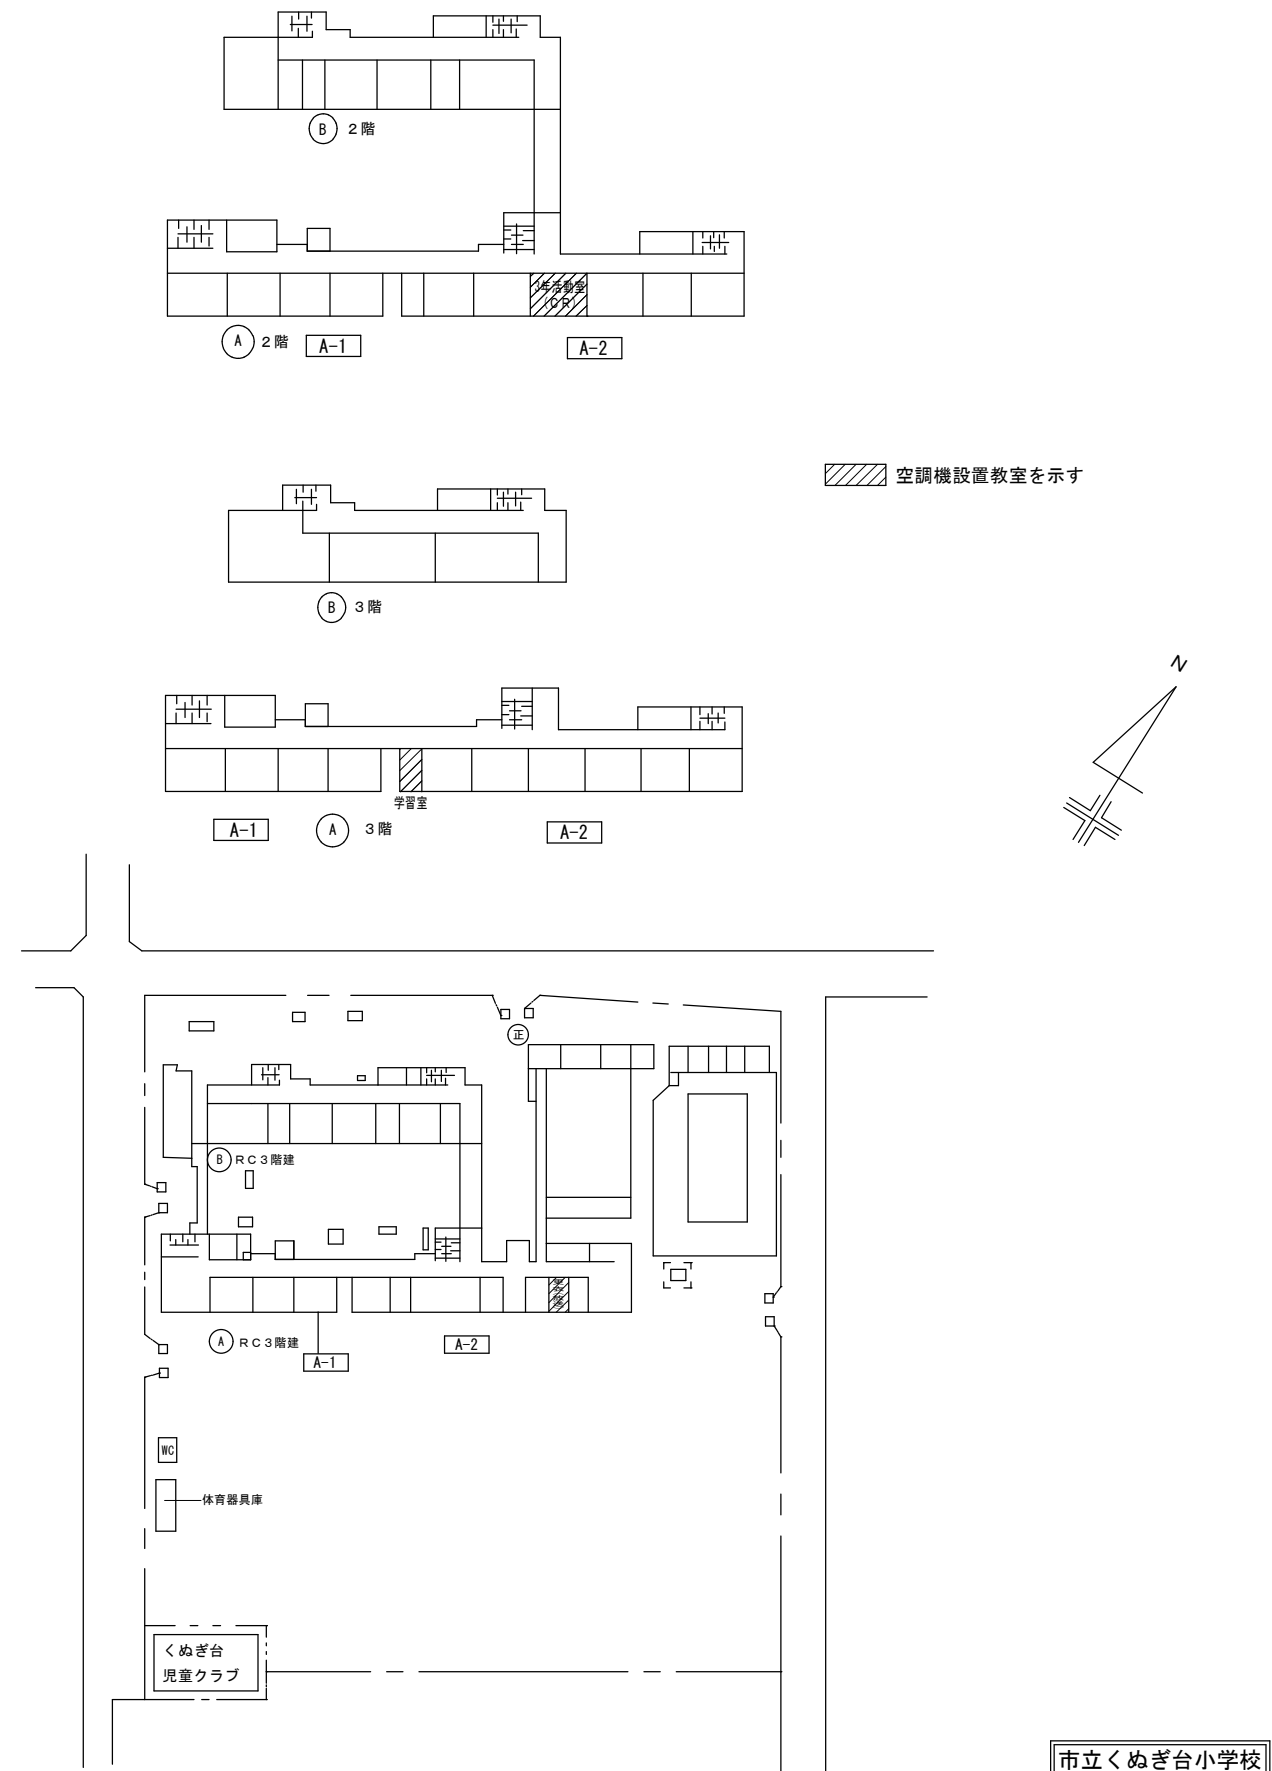 B 2階
3年活動室
(CR)
A 2階 A-1 A-2
空調機設置教室を示す
B 3階
N
学習室
A-1 A 3階 A-2
正
B RC3階建
A RC3階建
A-1
A-2
WC
体育器具庫
くぬぎ台
児童クラブ
市立くぬぎ台小学校